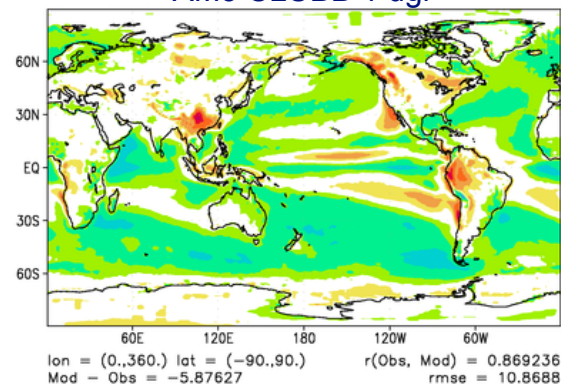 60N
30N
EQ
30S
60S
60E 120E 180 120W 60W
lon = (0.,360.) lat = (-90.,90.) r(Obs, Mod) = 0.869236
Mod - Obs = -5.87627 rmse = 10.8688